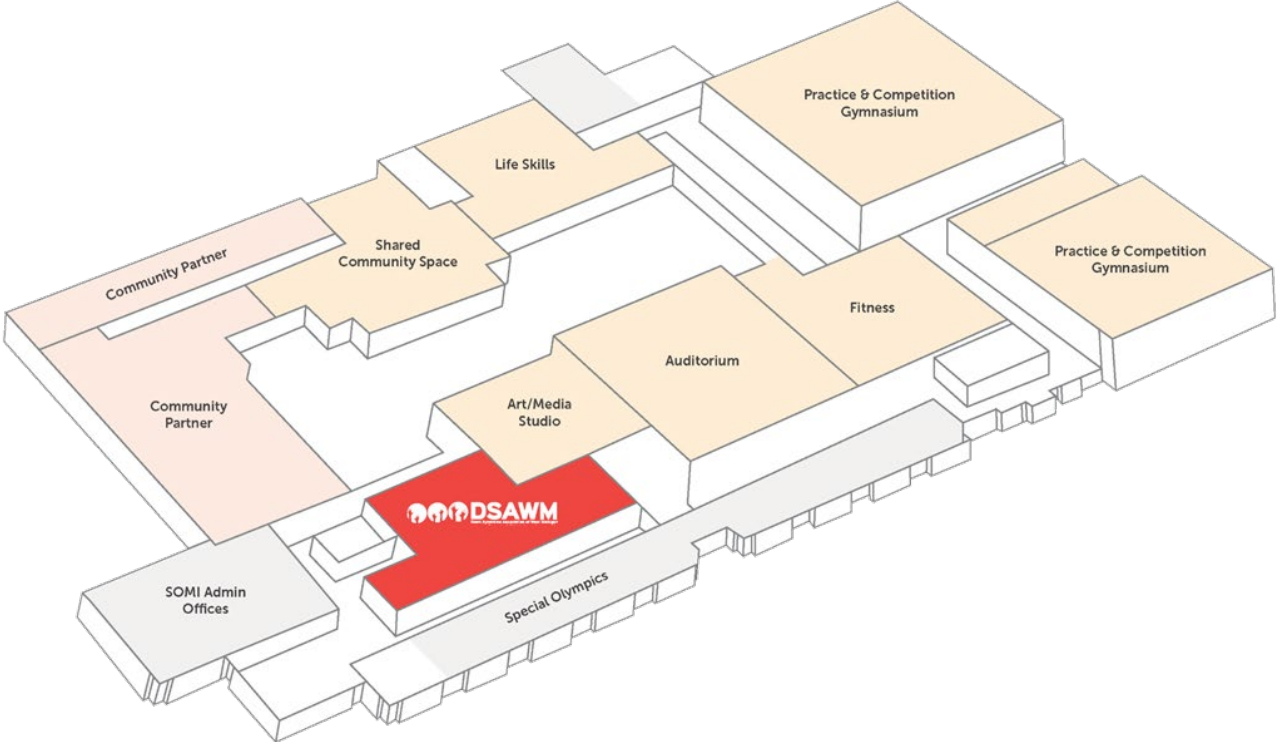 Practice & Competition
Gymnasium
Life Skills
Shared
Community Space
Community Partner
Practice & Competition
Gymnasium
Fitness
Auditorium
Art/Media
Studio
Community
Partner
DSAWM
SOMI Admin
Offices
Special Olympics